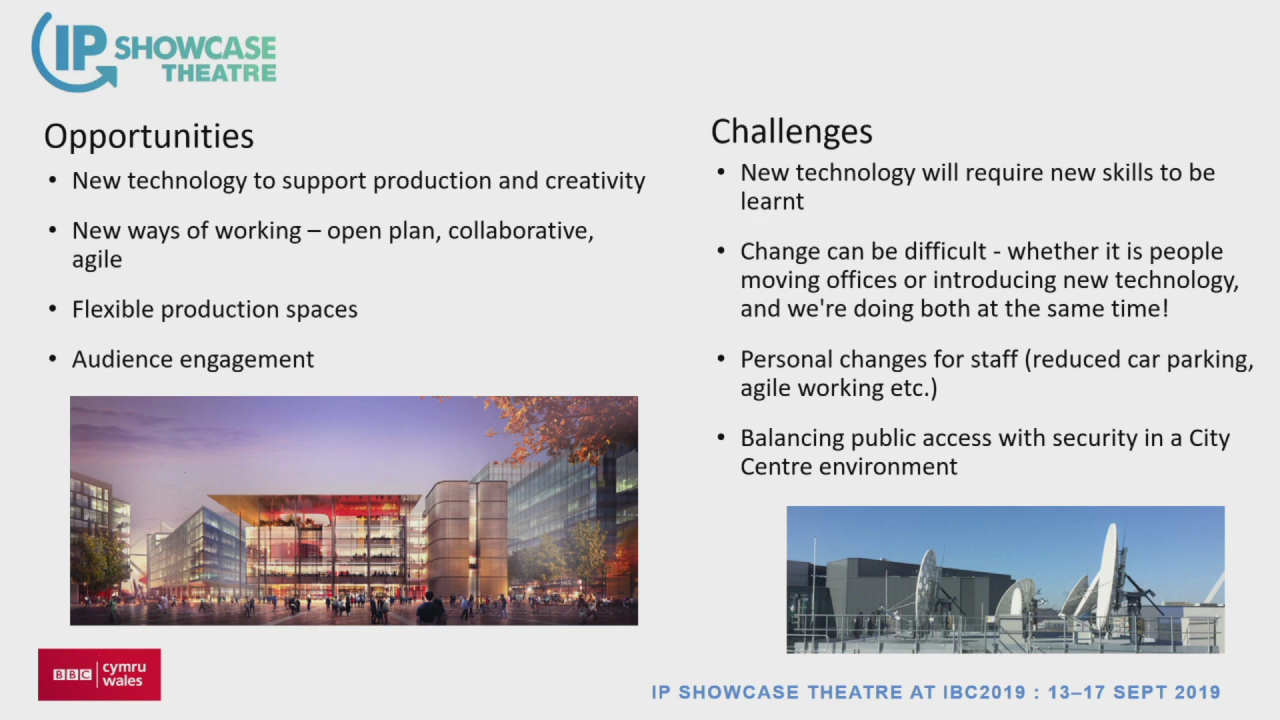 IP SHOWCASE
THEATRE
Opportunities
• New technology to support production and creativity
• New ways of working – open plan, collaborative,
agile
• Flexible production spaces
• Audience engagement
Challenges
• New technology will require new skills to be
learnt
• Change can be difficult - whether it is people
moving offices or introducing new technology,
and we're doing both at the same time!
• Personal changes for staff (reduced car parking,
agile working etc.)
• Balancing public access with security in a City
Centre environment
BBC cymru
wales
IP SHOWCASE THEATRE AT IBC2019 : 13–17 SEPT 2019